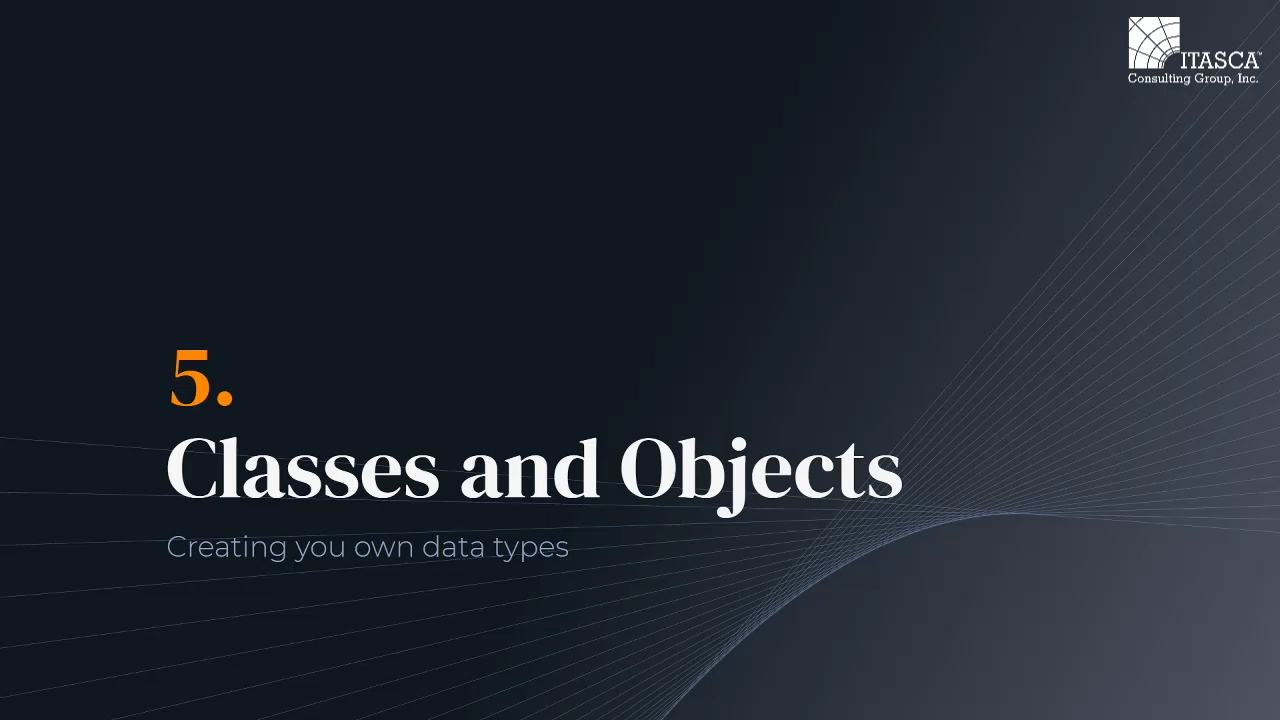 ITASCA™
Consulting Group, Inc.
5.
Classes and Objects
Creating you own data types